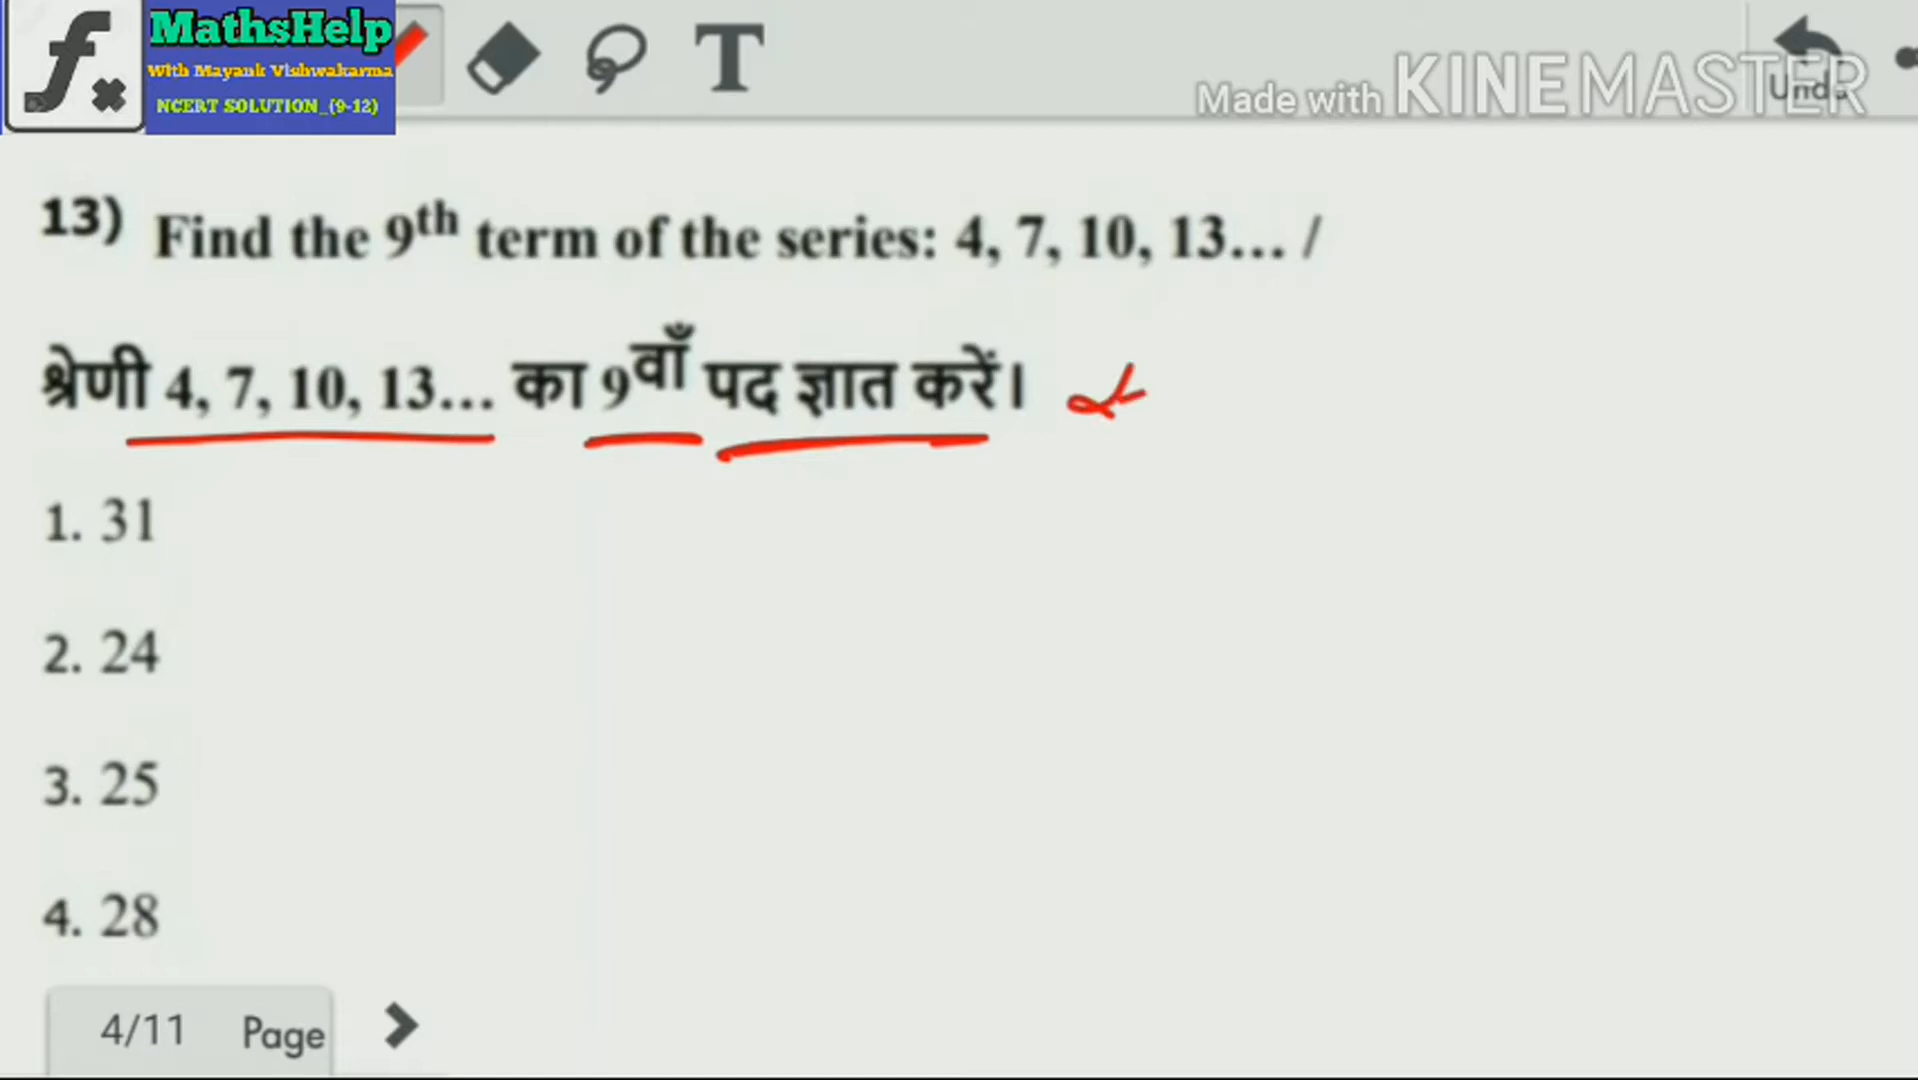 MathsHelp
With Mayank Vishwakarma
NCERT SOLUTION_(9-12)
T
Made with KINEMASTER
13) Find the 9th term of the series: 4, 7, 10, 13... /
श्रेणी 4, 7, 10, 13... का 9वाँ पद ज्ञात करें।
1. 31
2. 24
3. 25
4. 28
4/11 Page